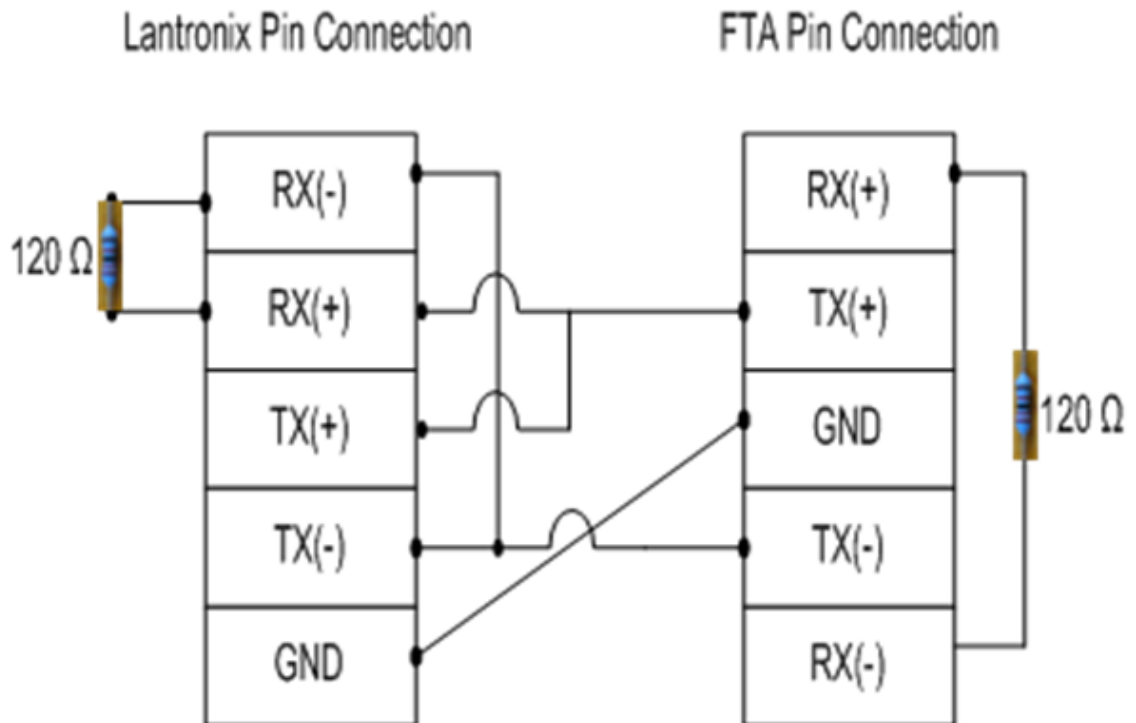 Lantronix Pin Connection
FTA Pin Connection
RX(-)
RX(+)
TX(+)
TX(-)
GND
120 Ω
RX(+)
TX(+)
GND
TX(-)
RX(-)
120 Ω